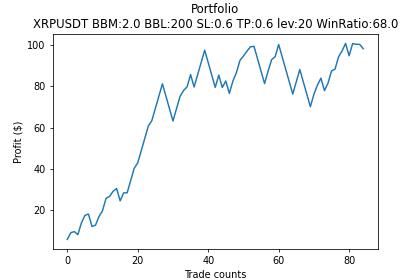 Portfolio
XRPUSDT BBM:2.0 BBL:200 SL:0.6 TP:0.6 lev:20 WinRatio:68.0
100
80
60
40
20
Profit ($)
0 20 40 60 80
Trade counts